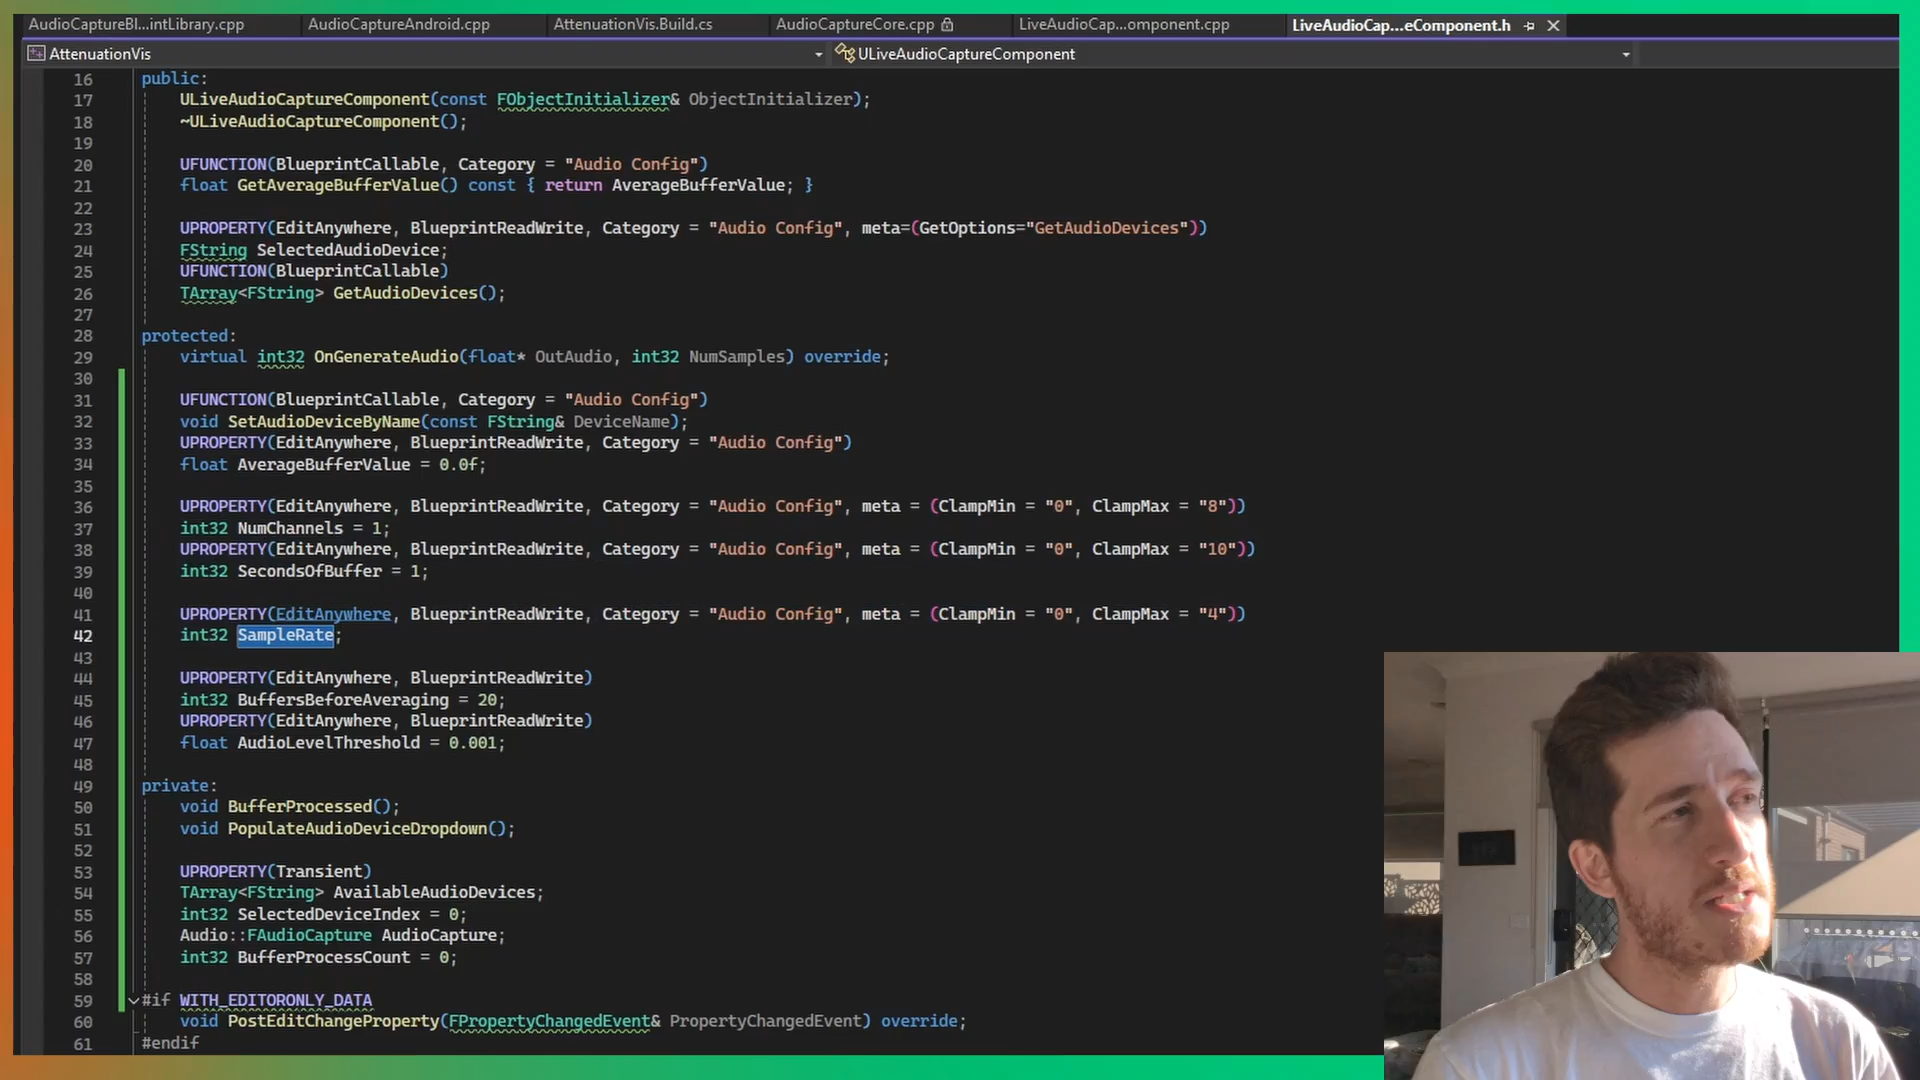 AudioCaptureBl...intLibrary.cpp AudioCaptureAndroid.cpp AttenuationVis.Build.cs AudioCaptureCore.cpp LiveAudioCap...omponent.cpp LiveAudioCap...eComponent.h
AttenuationVis ULiveAudioCaptureComponent
16 public:
17 ULiveAudioCaptureComponent(const FObjectInitializer& ObjectInitializer);
18 ~ULiveAudioCaptureComponent();
19
20 UFUNCTION(BlueprintCallable, Category = "Audio Config")
21 float GetAverageBufferValue() const { return AverageBufferValue; }
22
23 UPROPERTY(EditAnywhere, BlueprintReadWrite, Category = "Audio Config", meta=(GetOptions="GetAudioDevices"))
24 FString SelectedAudioDevice;
25 UFUNCTION(BlueprintCallable)
26 TArray<FString> GetAudioDevices();
27
28 protected:
29 virtual int32 OnGenerateAudio(float* OutAudio, int32 NumSamples) override;
30
31 UFUNCTION(BlueprintCallable, Category = "Audio Config")
32 void SetAudioDeviceByName(const FString& DeviceName);
33 UPROPERTY(EditAnywhere, BlueprintReadWrite, Category = "Audio Config")
34 float AverageBufferValue = 0.0f;
35
36 UPROPERTY(EditAnywhere, BlueprintReadWrite, Category = "Audio Config", meta = (ClampMin = "0", ClampMax = "8"))
37 int32 NumChannels = 1;
38 UPROPERTY(EditAnywhere, BlueprintReadWrite, Category = "Audio Config", meta = (ClampMin = "0", ClampMax = "10"))
39 int32 SecondsOfBuffer = 1;
40
41 UPROPERTY(EditAnywhere, BlueprintReadWrite, Category = "Audio Config", meta = (ClampMin = "0", ClampMax = "4"))
42 int32 SampleRate;
43
44 UPROPERTY(EditAnywhere, BlueprintReadWrite)
45 int32 BuffersBeforeAveraging = 20;
46 UPROPERTY(EditAnywhere, BlueprintReadWrite)
47 float AudioLevelThreshold = 0.001;
48
49 private:
50 void BufferProcessed();
51 void PopulateAudioDeviceDropdown();
52
53 UPROPERTY(Transient)
54 TArray<FString> AvailableAudioDevices;
55 int32 SelectedDeviceIndex = 0;
56 Audio::FAudioCapture AudioCapture;
57 int32 BufferProcessCount = 0;
58
59 #if WITH_EDITORONLY_DATA
60 void PostEditChangeProperty(FPropertyChangedEvent& PropertyChangedEvent) override;
61 #endif